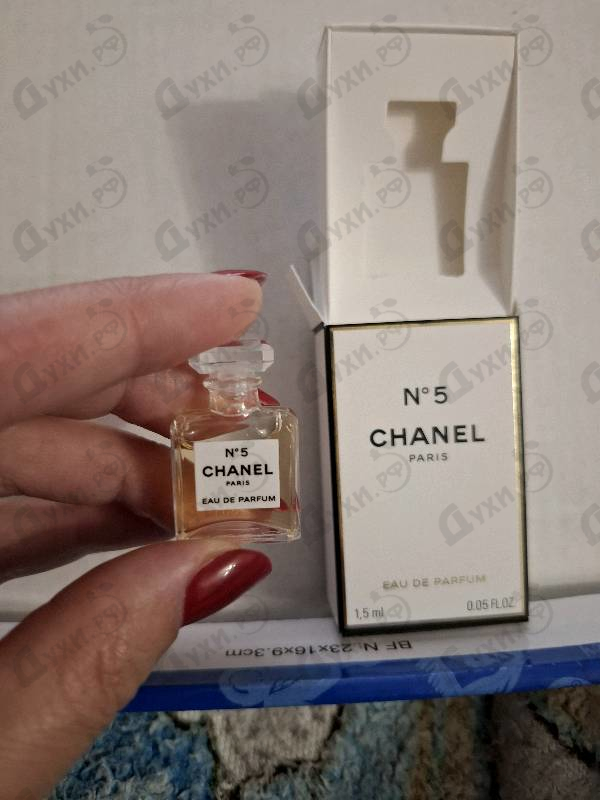 N°5
CHANEL
PARIS
EAU DE PARFUM
1,5 ml 0.05 FL.OZ.
N°5
CHANEL
PARIS
EAU DE PARFUM
BF N: 23x16x9.3cm
Духи.РФ